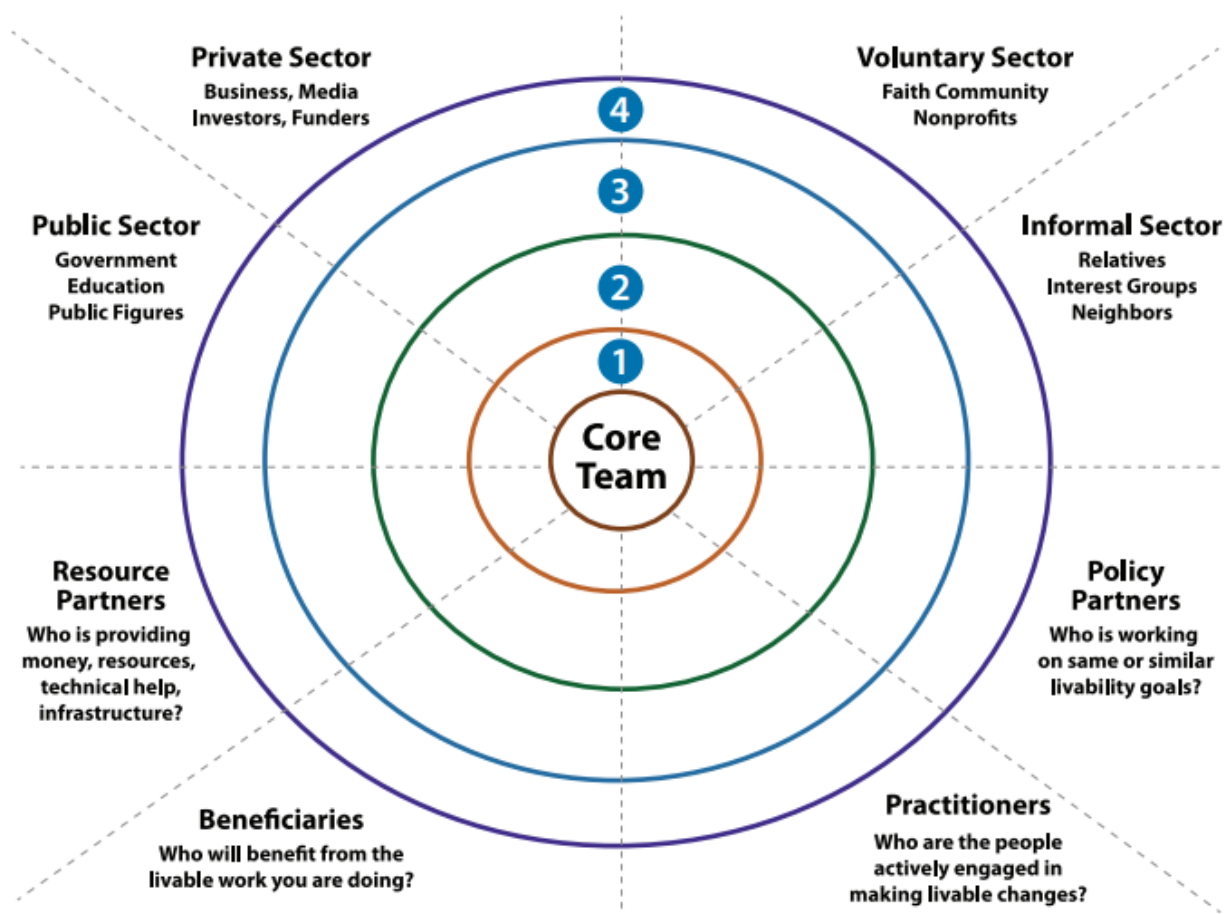 Private Sector
Business, Media
Investors, Funders
Voluntary Sector
Faith Community
Nonprofits
4
3
2
1
Public Sector
Government
Education
Public Figures
Informal Sector
Relatives
Interest Groups
Neighbors
Core
Team
Resource
Partners
Who is providing
money, resources,
technical help,
infrastructure?
Policy
Partners
Who is working
on same or similar
livability goals?
Beneficiaries
Who will benefit from the
livable work you are doing?
Practitioners
Who are the people
actively engaged in
making livable changes?